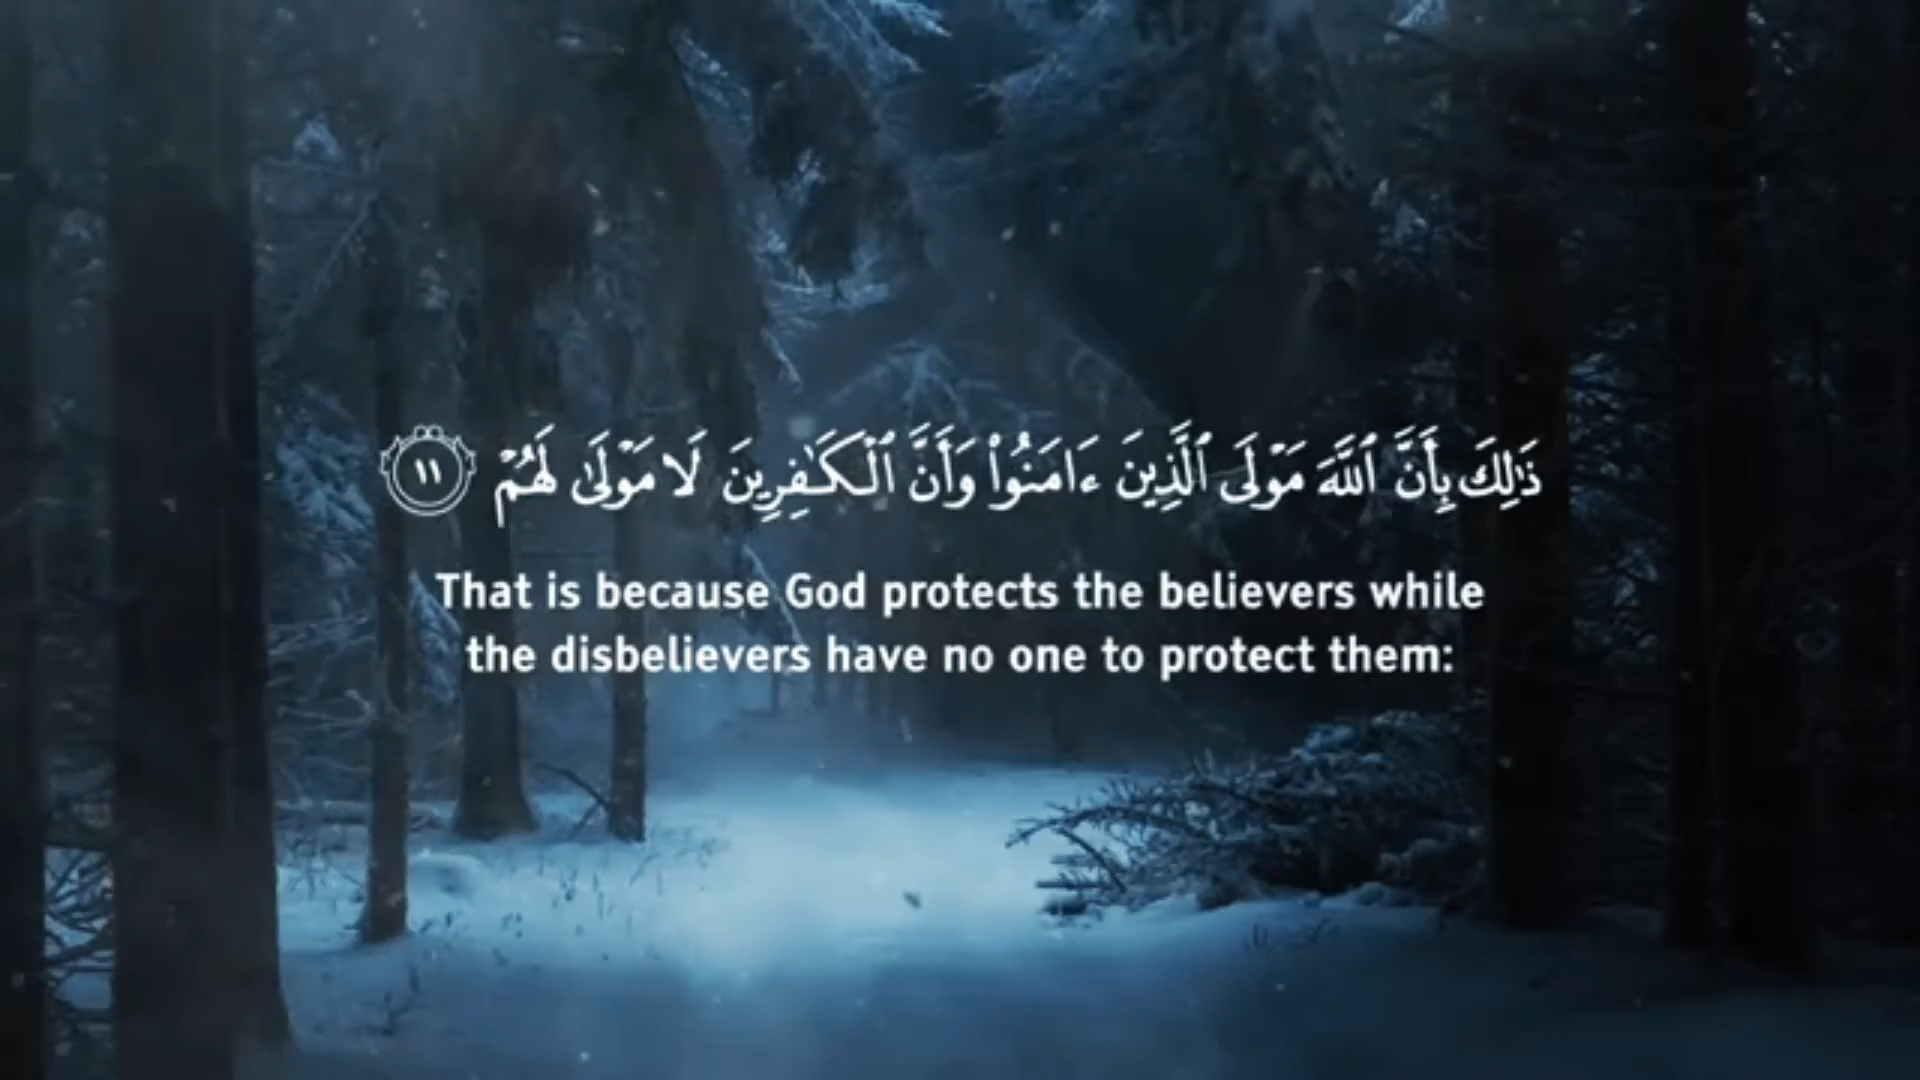 ذَٰلِكَ بِأَنَّ ٱللَّهَ مَوْلَى ٱلَّذِينَ ءَامَنُوا۟ وَأَنَّ ٱلْكَـٰفِرِينَ لَا مَوْلَىٰ لَهُمْ ١١
That is because God protects the believers while
the disbelievers have no one to protect them: